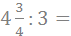 4 3/4 : 3 =